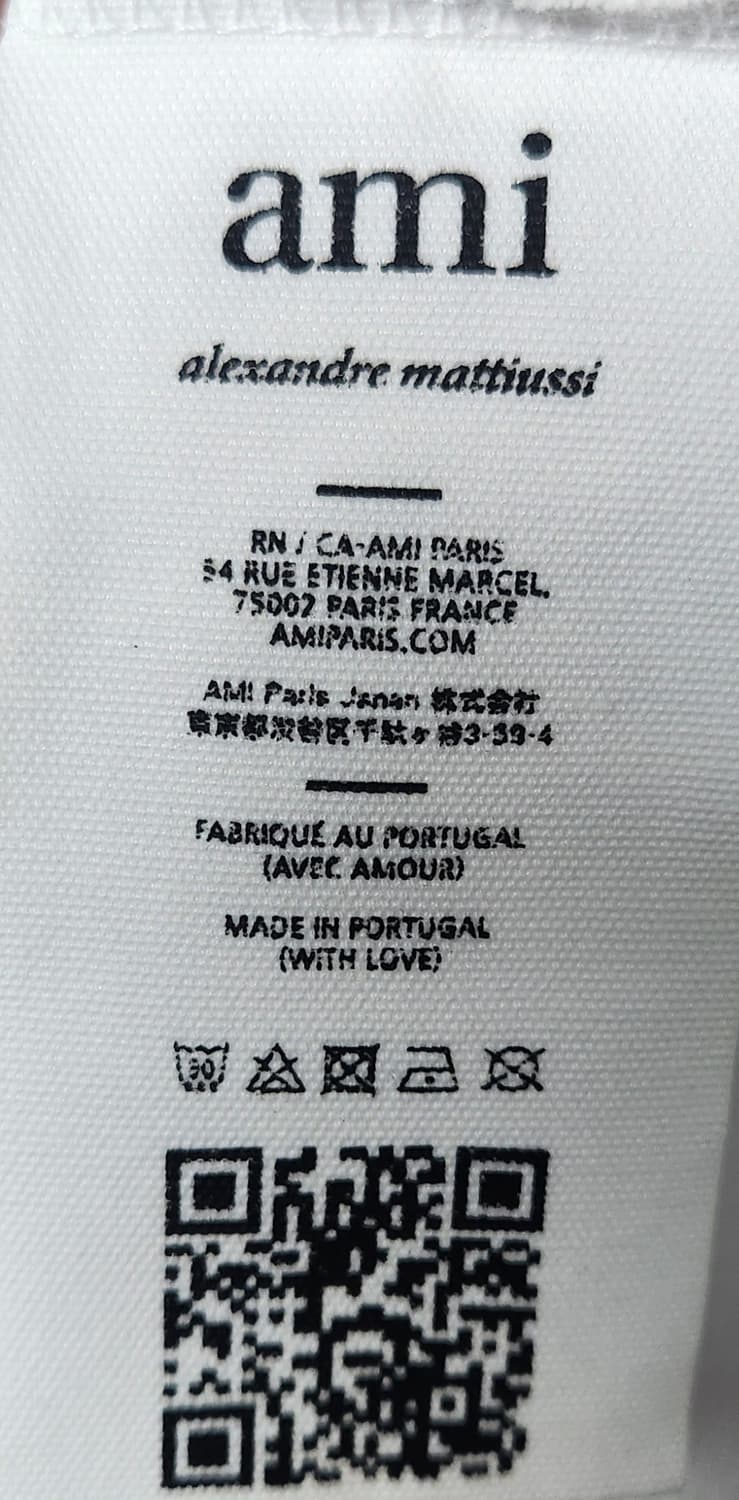 ami
alexandre mattiussi
RN / CA-AMI PARIS
54 RUE ETIENNE MARCEL,
75002 PARIS FRANCE
AMIPARIS.COM
AMI Paris Japan 株式会社
東京都渋谷区千駄ヶ谷3-59-4
FABRIQUÉ AU PORTUGAL
(AVEC AMOUR)
MADE IN PORTUGAL
(WITH LOVE)
30